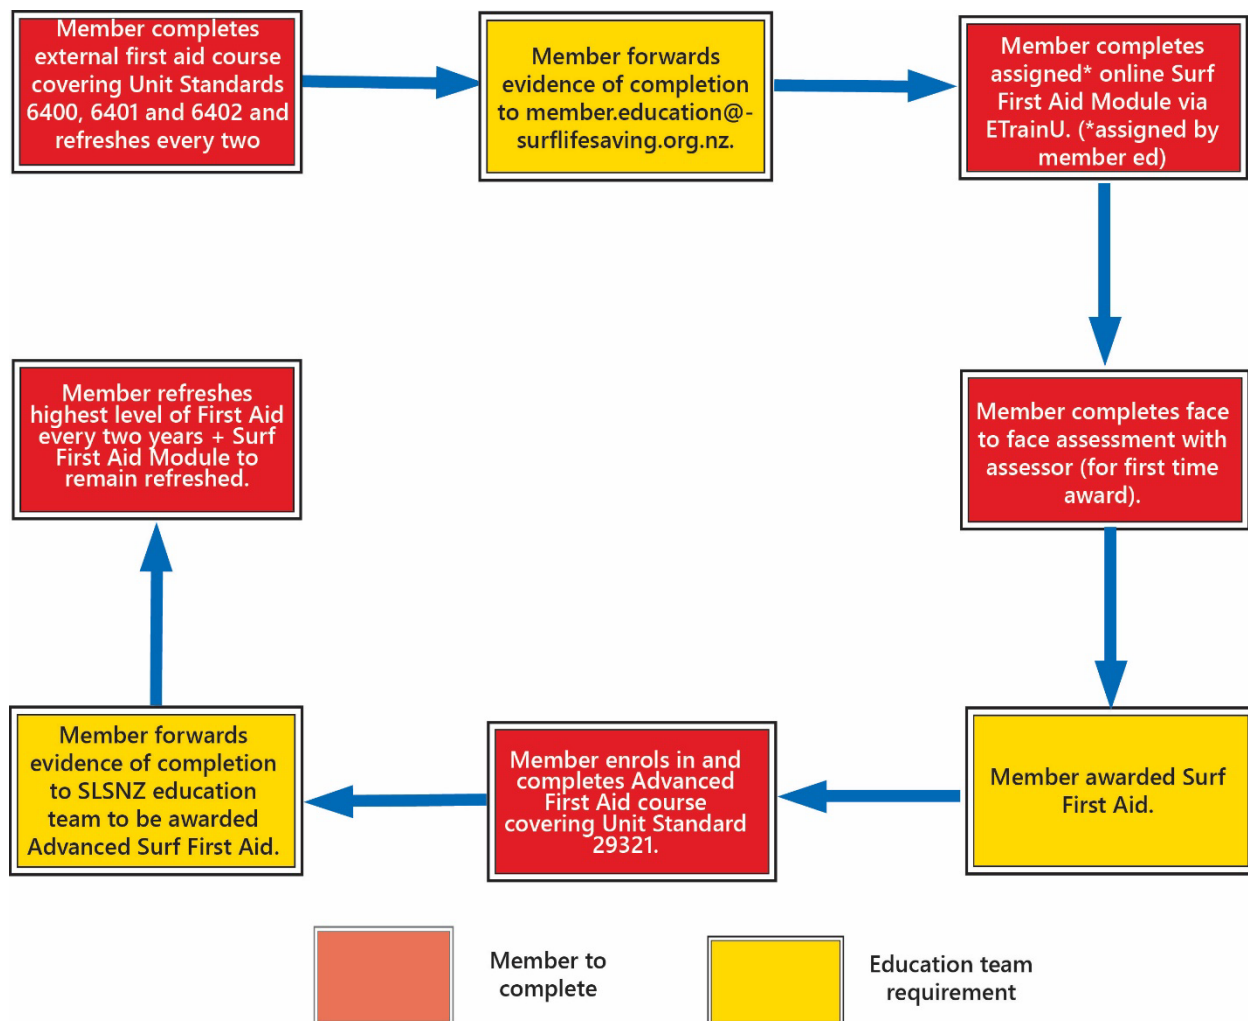 Member completes
external first aid course
covering Unit Standards
6400, 6401 and 6402 and
refreshes every two
Member forwards
evidence of completion
to member.education@-
surflifesaving.org.nz.
Member completes
assigned* online Surf
First Aid Module via
ETrainU. (*assigned by
member ed)
Member completes face
to face assessment with
assessor (for first time
award).
Member awarded Surf
First Aid.
Member enrols in and
completes Advanced
First Aid course
covering Unit Standard
29321.
Member forwards
evidence of completion
to SLSNZ education
team to be awarded
Advanced Surf First Aid.
Member refreshes
highest level of First Aid
every two years + Surf
First Aid Module to
remain refreshed.
Member to
complete
Education team
requirement